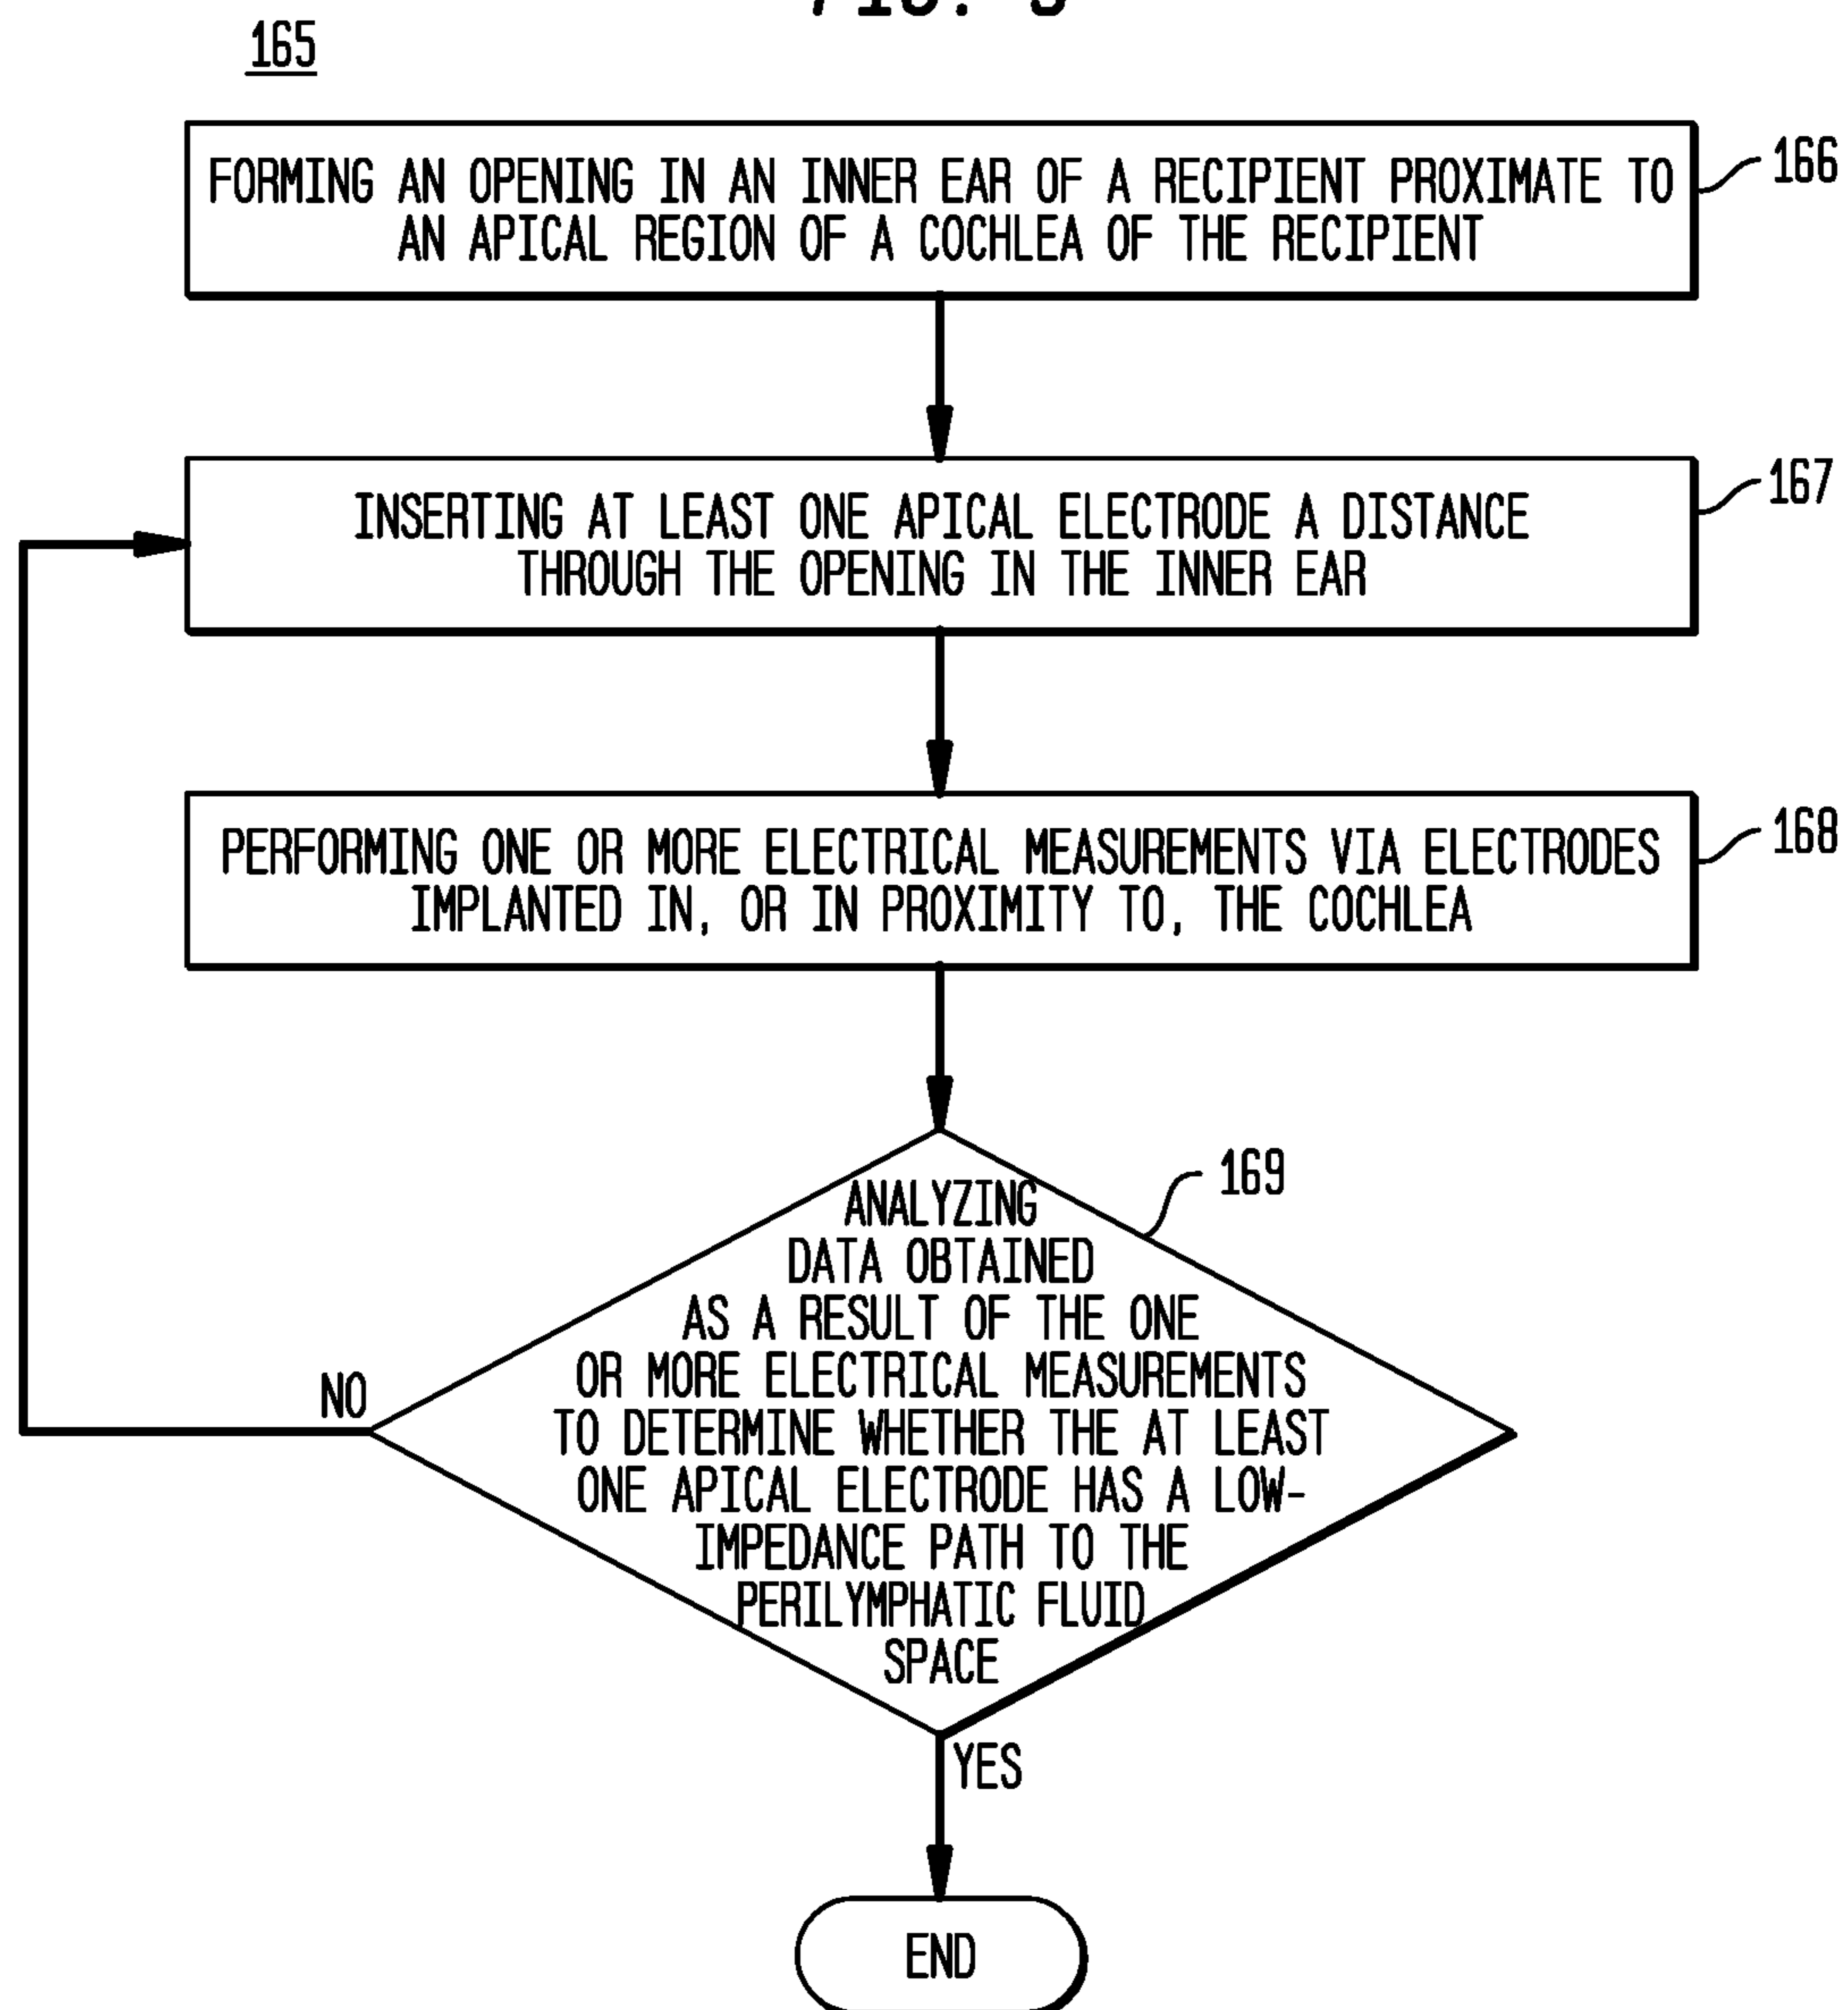 165
FORMING AN OPENING IN AN INNER EAR OF A RECIPIENT PROXIMATE TO
AN APICAL REGION OF A COCHLEA OF THE RECIPIENT
166
INSERTING AT LEAST ONE APICAL ELECTRODE A DISTANCE
THROUGH THE OPENING IN THE INNER EAR
167
PERFORMING ONE OR MORE ELECTRICAL MEASUREMENTS VIA ELECTRODES
IMPLANTED IN, OR IN PROXIMITY TO, THE COCHLEA
168
ANALYZING
DATA OBTAINED
AS A RESULT OF THE ONE
OR MORE ELECTRICAL MEASUREMENTS
TO DETERMINE WHETHER THE AT LEAST
ONE APICAL ELECTRODE HAS A LOW-
IMPEDANCE PATH TO THE
PERILYMPHATIC FLUID
SPACE
169
NO
YES
END